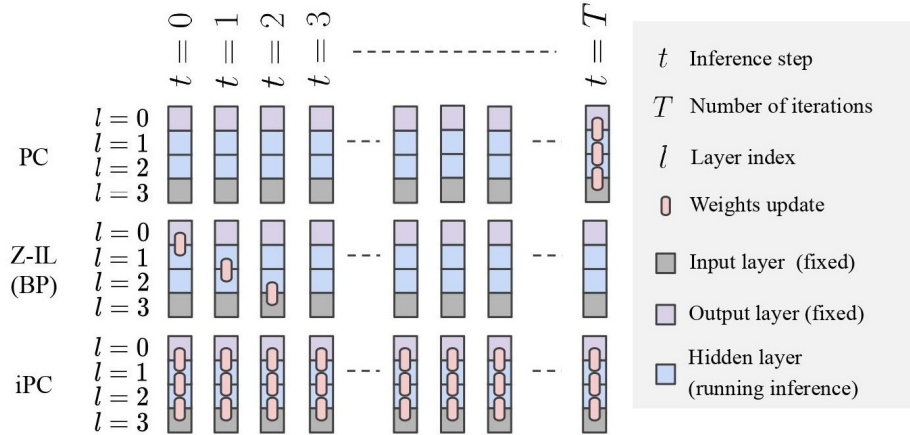 t = 0
t = 1
t = 2
t = 3
t = T
PC
l = 0
l = 1
l = 2
l = 3
Z-IL
(BP)
l = 0
l = 1
l = 2
l = 3
iPC
l = 0
l = 1
l = 2
l = 3
t Inference step
T Number of iterations
l Layer index
Weights update
Input layer (fixed)
Output layer (fixed)
Hidden layer
(running inference)